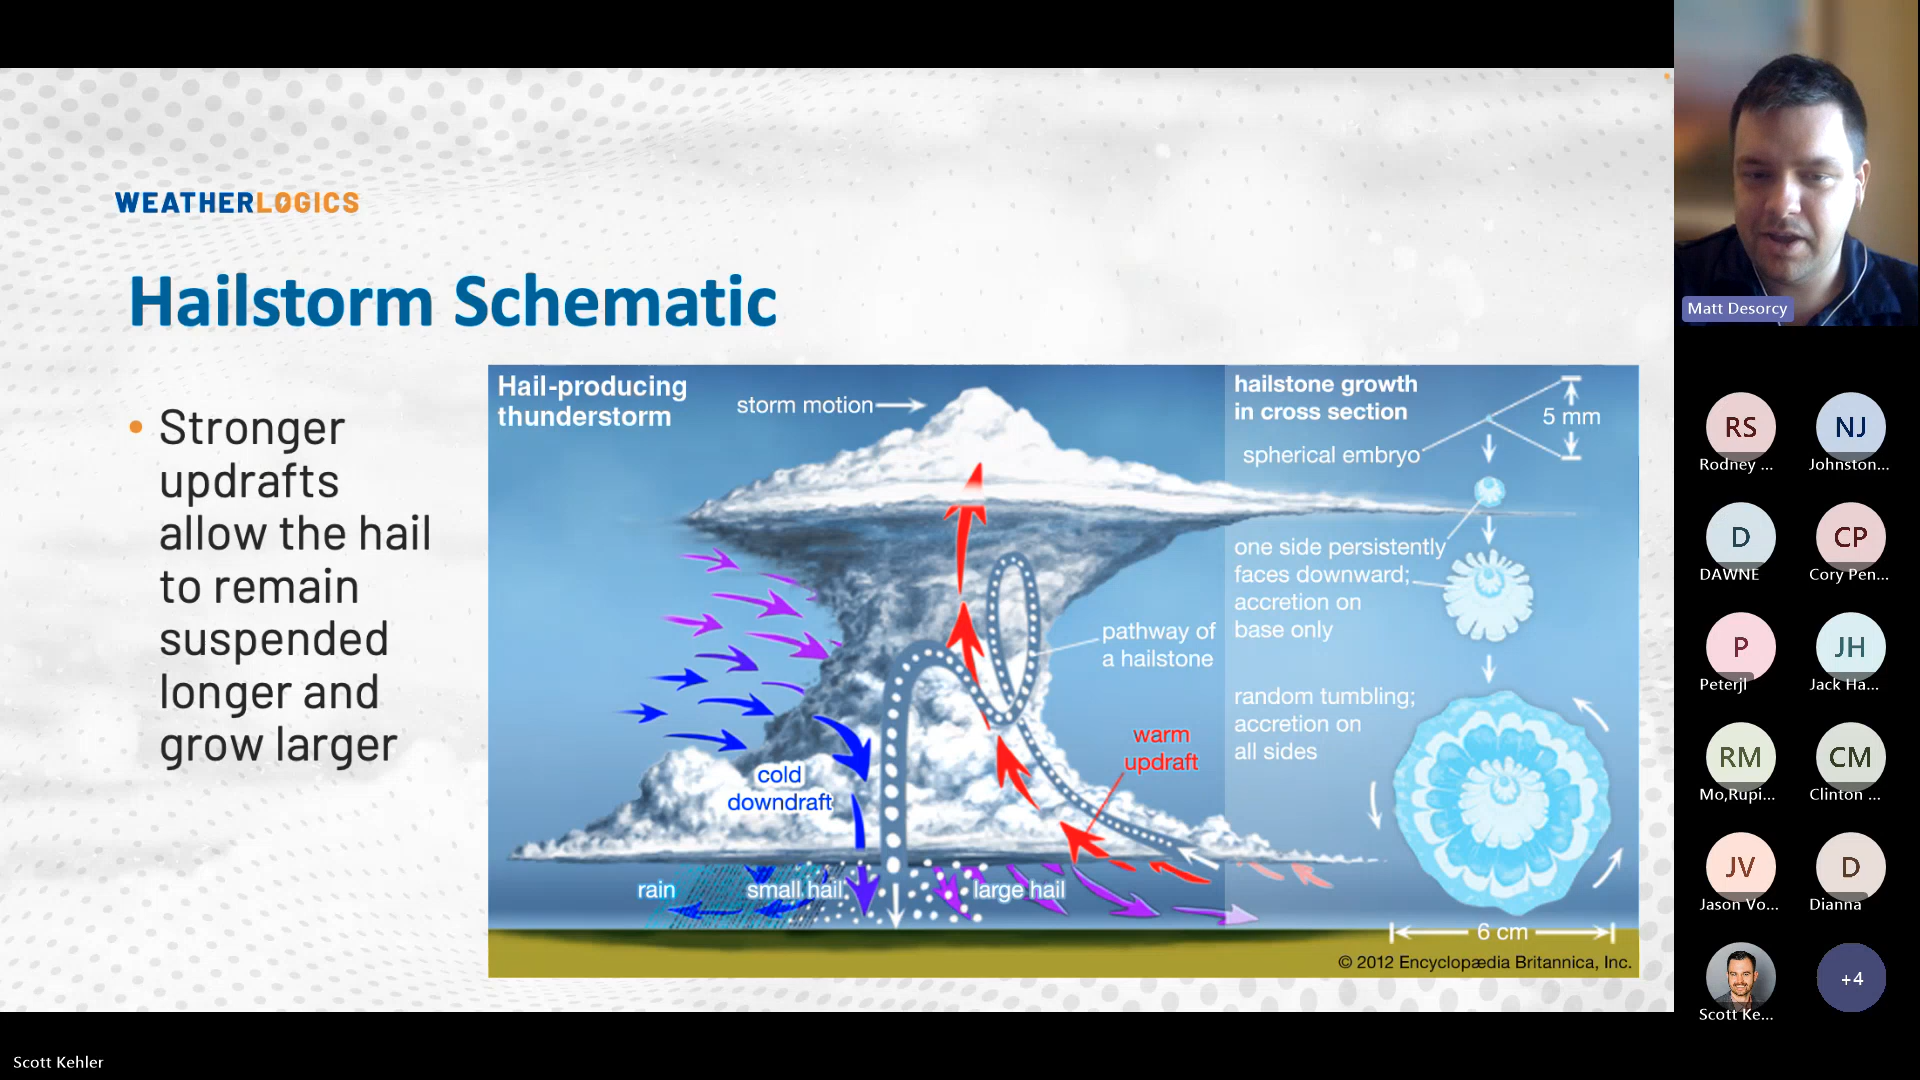 WEATHERLOGICS
Hailstorm Schematic
• Stronger
updrafts
allow the hail
to remain
suspended
longer and
grow larger
Hail-producing
thunderstorm
storm motion
pathway of
a hailstone
warm
updraft
cold
downdraft
rain
small hail
large hail
hailstone growth
in cross section
5 mm
spherical embryo
one side persistently
faces downward;
accretion on
base only
random tumbling;
accretion on
all sides
6 cm
© 2012 Encyclopædia Britannica, Inc.
Matt Desorcy
RS
Rodney ...
NJ
Johnston...
D
DAWNE
CP
Cory Pen...
P
Peterjl
JH
Jack Ha...
RM
Mo,Rupi...
CM
Clinton ...
JV
Jason Vo...
D
Dianna
Scott Ke...
+4
Scott Kehler